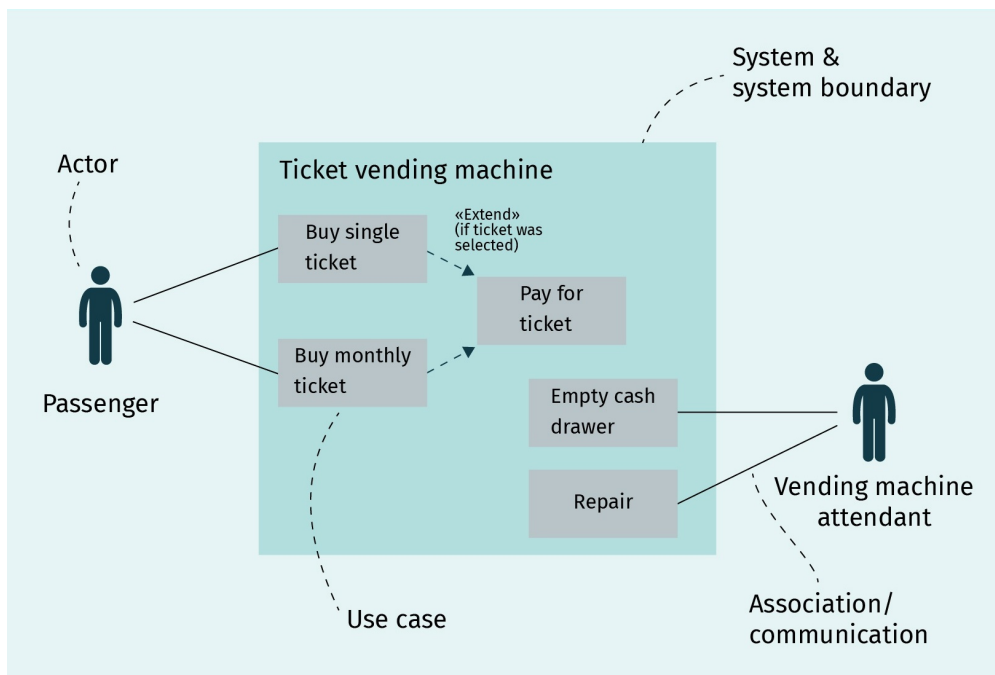 System &
system boundary
Actor
Ticket vending machine
«Extend»
(if ticket was
selected)
Buy single
ticket
Pay for
ticket
Buy monthly
ticket
Passenger
Empty cash
drawer
Repair
Vending machine
attendant
Use case
Association/
communication